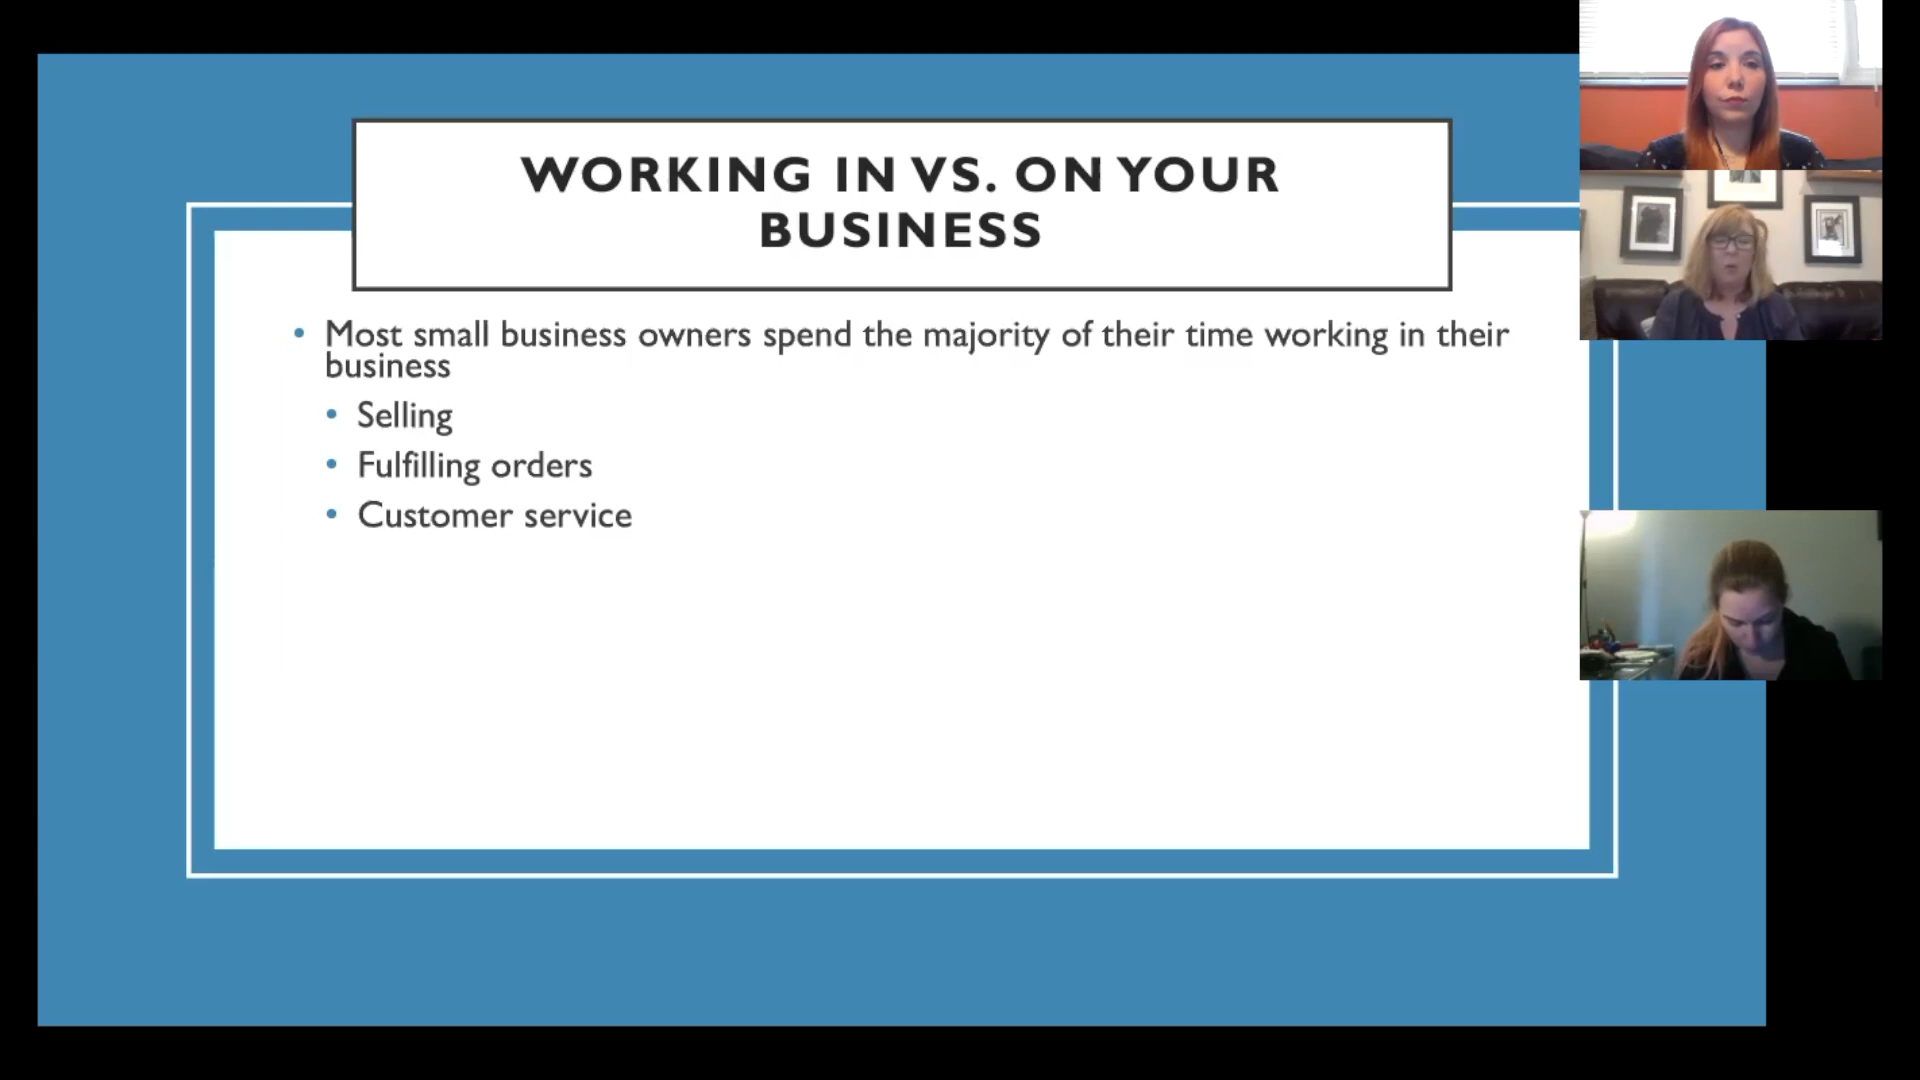 WORKING IN VS. ON YOUR
BUSINESS
• Most small business owners spend the majority of their time working in their
business
• Selling
• Fulfilling orders
• Customer service